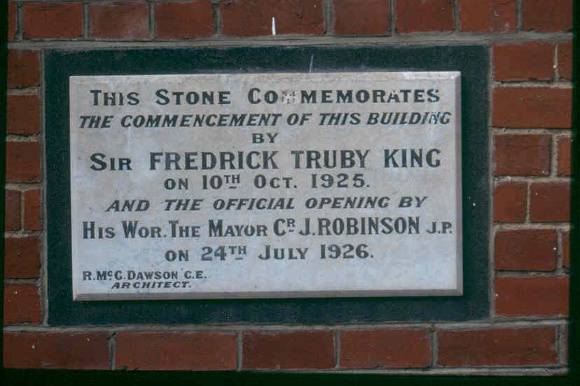 THIS STONE COMMEMORATES
THE COMMENCEMENT OF THIS BUILDING
BY
SIR FREDRICK TRUBY KING
ON 10TH OCT. 1925.
AND THE OFFICIAL OPENING BY
HIS WOR. THE MAYOR CR J. ROBINSON J.P.
ON 24TH JULY 1926.
R. McC. DAWSON C.E.
ARCHITECT.